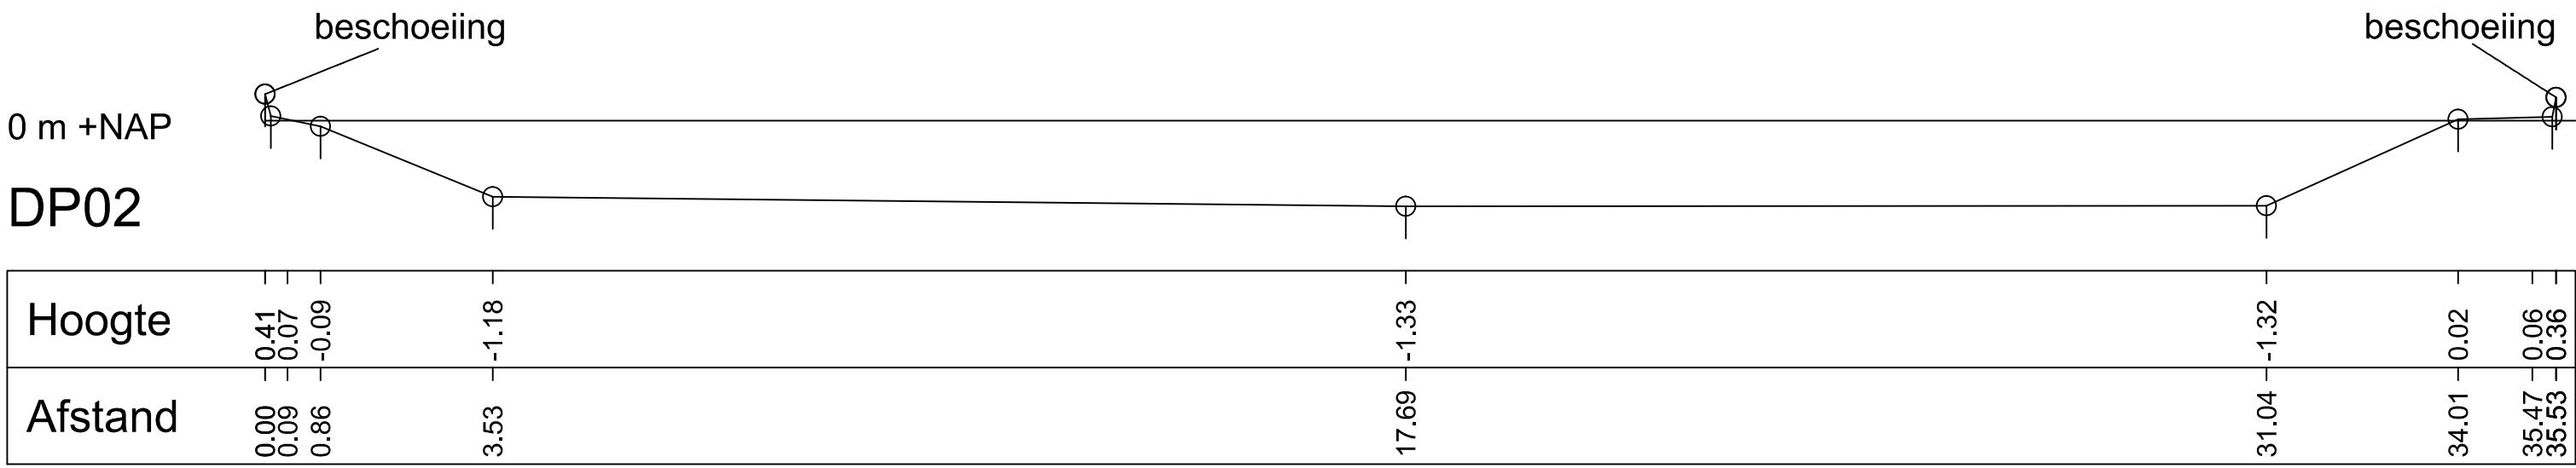 beschoeiing beschoeiing
0 m +NAP
DP02
Hoogte 0.41 0.07 -0.09 -1.18 -1.33 -1.32 0.02 0.06 0.36
Afstand 0.00 0.09 0.86 3.53 17.69 31.04 34.01 35.47 35.53